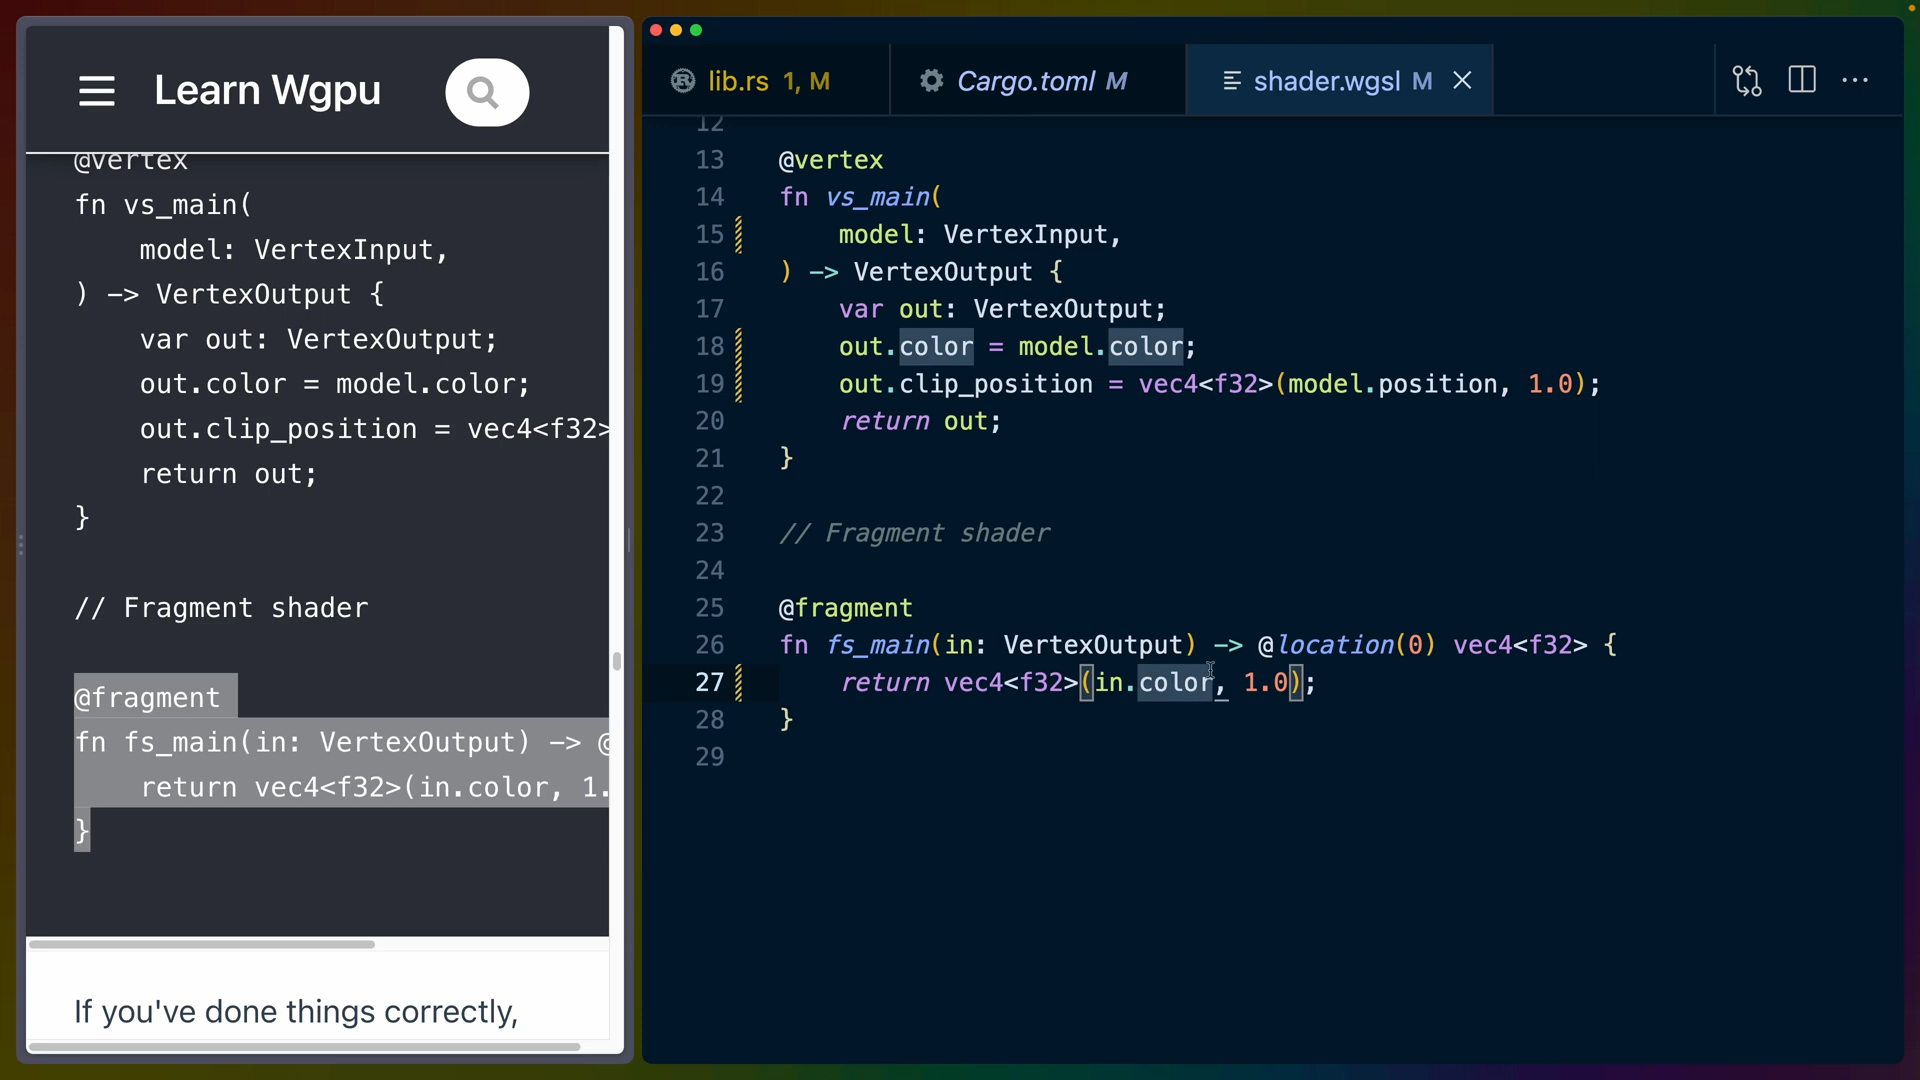 Learn Wgpu
@vertex
fn vs_main(
model: VertexInput,
) -> VertexOutput {
var out: VertexOutput;
out.color = model.color;
out.clip_position = vec4<f32>
return out;
}
// Fragment shader
@fragment
fn fs_main(in: VertexOutput) -> @
return vec4<f32>(in.color, 1.
}
If you've done things correctly,
lib.rs 1, M
Cargo.toml M
shader.wgsl M
12
13 @vertex
14 fn vs_main(
15 model: VertexInput,
16 ) -> VertexOutput {
17 var out: VertexOutput;
18 out.color = model.color;
19 out.clip_position = vec4<f32>(model.position, 1.0);
20 return out;
21 }
22
23 // Fragment shader
24
25 @fragment
26 fn fs_main(in: VertexOutput) -> @location(0) vec4<f32> {
27 return vec4<f32>(in.color, 1.0);
28 }
29